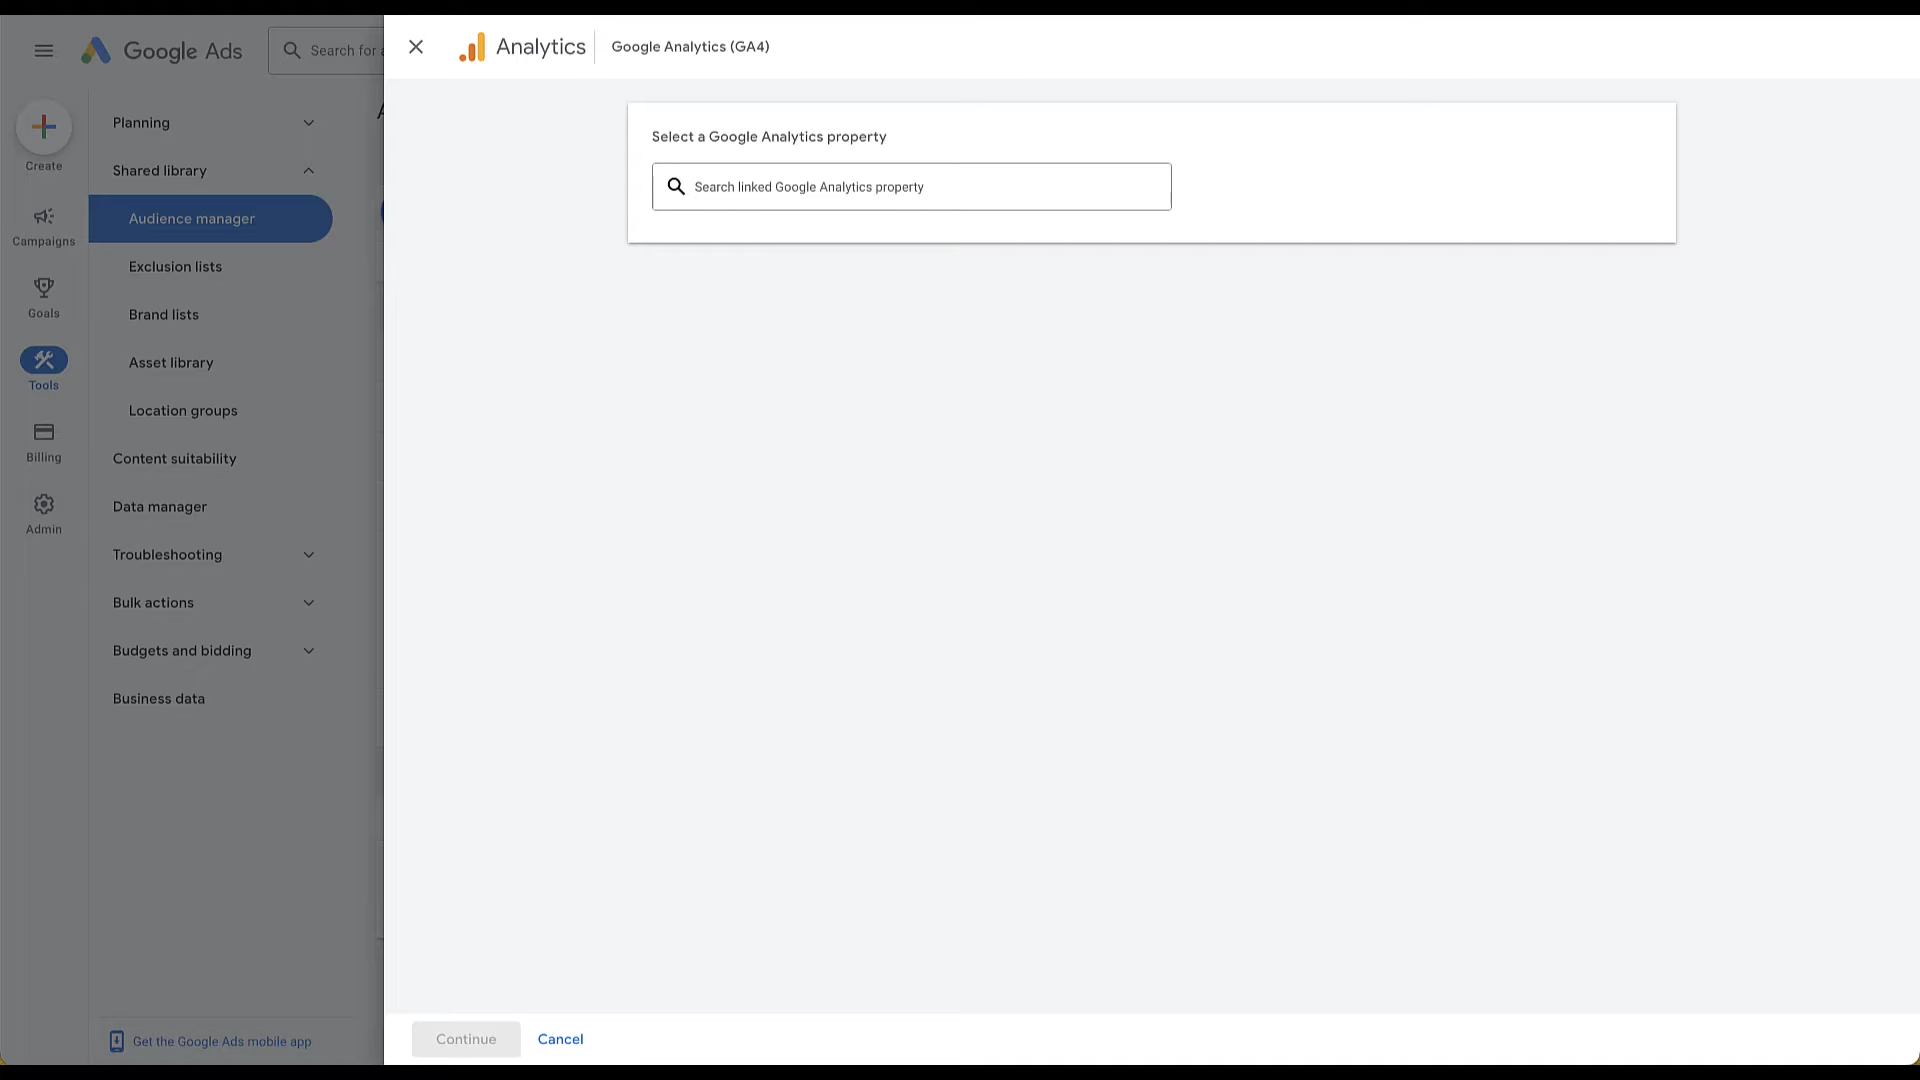 Google Ads
Search for a
Create
Campaigns
Goals
Tools
Billing
Admin
Planning
Shared library
Audience manager
Exclusion lists
Brand lists
Asset library
Location groups
Content suitability
Data manager
Troubleshooting
Bulk actions
Budgets and bidding
Business data
Get the Google Ads mobile app
Analytics
Google Analytics (GA4)
Select a Google Analytics property
Search linked Google Analytics property
Continue
Cancel